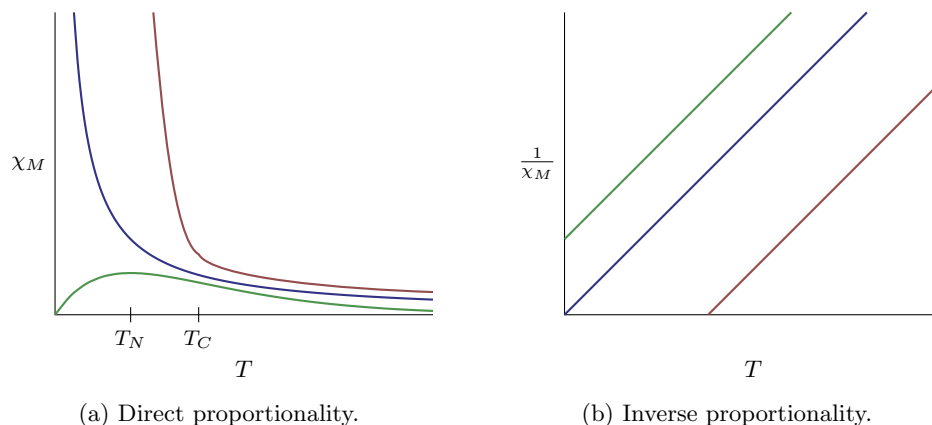 χ_M
T_N
T_C
T
(a) Direct proportionality.
1/χ_M
T
(b) Inverse proportionality.